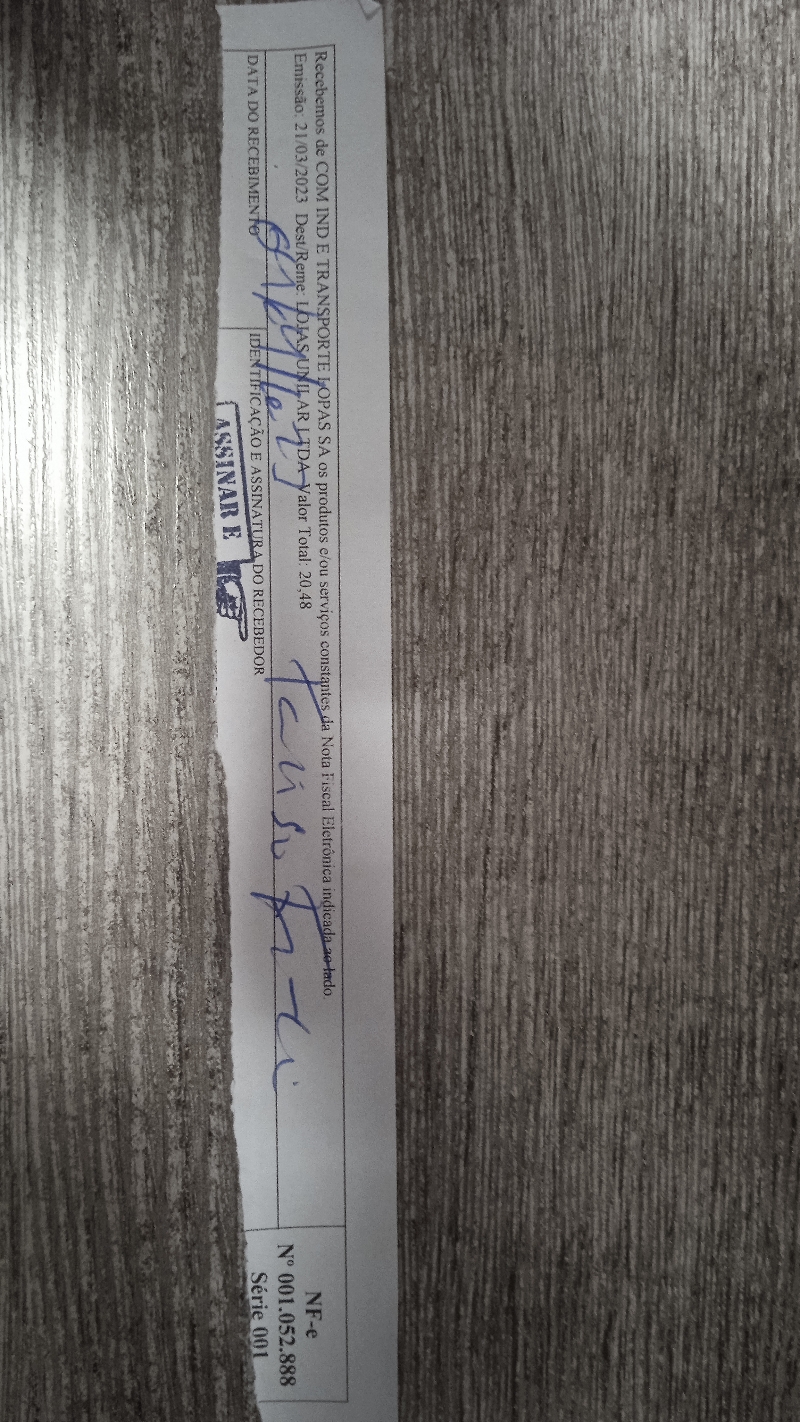 Recebemos de COM IND E TRANSPORTE LOPAS SA os produtos e/ou serviços constantes da Nota Fiscal Eletrônica indicada ao lado.
Emissão: 21/03/2023 Dest/Reme: LOJAS UNILAR LTDA Valor Total: 20,48
DATA DO RECEBIMENTO
IDENTIFICAÇÃO E ASSINATURA DO RECEBEDOR
ASSINAR E
NF-e
Nº 001.052.888
Série 001